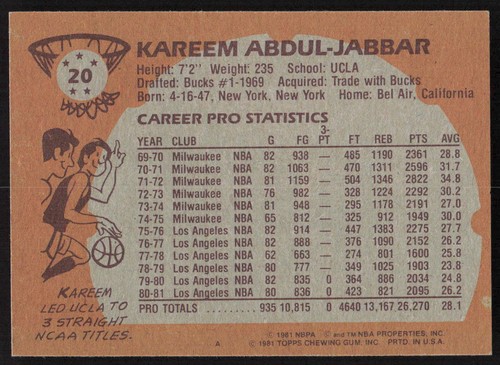 20
KAREEM ABDUL-JABBAR
Height: 7'2" Weight: 235 School: UCLA
Drafted: Bucks #1-1969 Acquired: Trade with Bucks
Born: 4-16-47, New York, New York Home: Bel Air, California
CAREER PRO STATISTICS
YEAR CLUB G FG 3-PT FT REB PTS AVG
69-70 Milwaukee NBA 82 938 — 485 1190 2361 28.8
70-71 Milwaukee NBA 82 1063 — 470 1311 2596 31.7
71-72 Milwaukee NBA 81 1159 — 504 1346 2822 34.8
72-73 Milwaukee NBA 76 982 — 328 1224 2292 30.2
73-74 Milwaukee NBA 81 948 — 295 1178 2191 27.0
74-75 Milwaukee NBA 65 812 — 325 912 1949 30.0
75-76 Los Angeles NBA 82 914 — 447 1383 2275 27.7
76-77 Los Angeles NBA 82 888 — 376 1090 2152 26.2
77-78 Los Angeles NBA 62 663 — 274 801 1600 25.8
78-79 Los Angeles NBA 80 777 — 349 1025 1903 23.8
79-80 Los Angeles NBA 82 835 0 364 886 2034 24.8
80-81 Los Angeles NBA 80 836 0 423 821 2095 26.2
PRO TOTALS . . . . . . . . . 935 10,815 0 4640 13,167 26,270 28.1
KAREEM
LED UCLA TO
3 STRAIGHT
NCAA TITLES.
© 1981 NBPA ® and ™ NBA PROPERTIES, INC.
A © 1981 TOPPS CHEWING GUM, INC. PRTD. IN U.S.A.